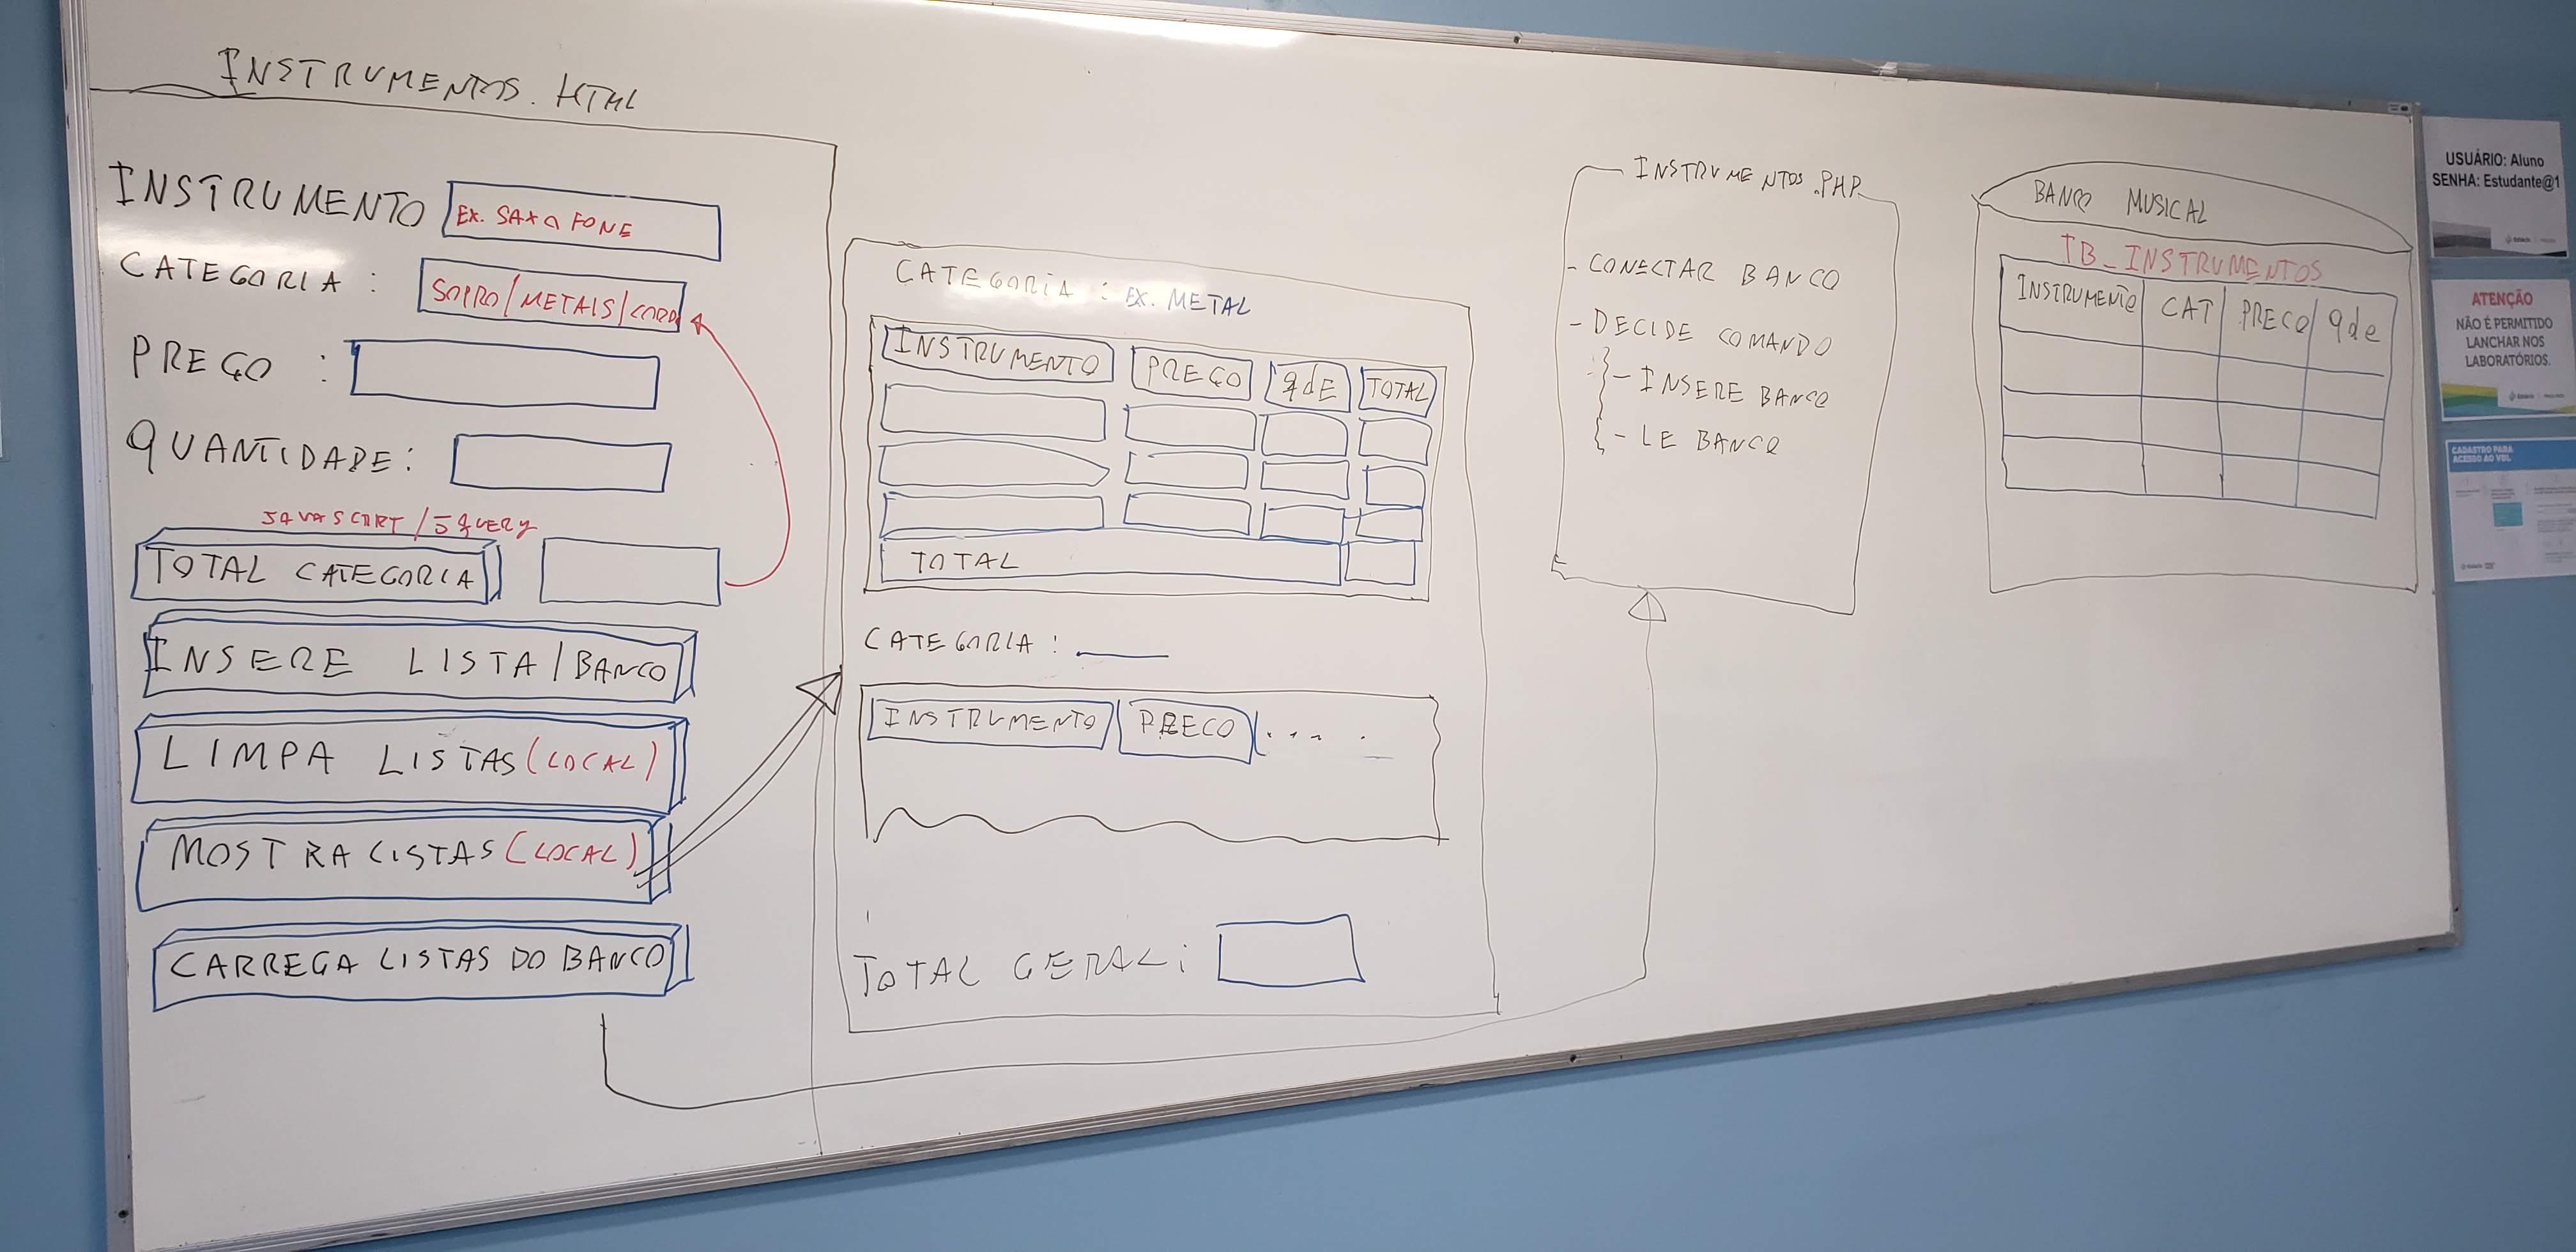 INSTRUMENTOS.HTML
INSTRUMENTO EX. SAXOFONE
CATEGORIA : SOPRO/METAIS/CORDA
PREÇO :
QUANTIDADE:
JAVASCRIPT/JQUERY
TOTAL CATEGORIA
INSERE LISTA/BANCO
LIMPA LISTAS (LOCAL)
MOSTRA LISTAS (LOCAL)
CARREGA LISTAS DO BANCO
CATEGORIA : EX. METAL
INSTRUMENTO PREÇO qdE TOTAL
TOTAL
CATEGORIA :
INSTRUMENTO PREÇO ....
TOTAL GERAL:
INSTRUMENTOS.PHP
- CONECTAR BANCO
- DECIDE COMANDO
- INSERE BANCO
- LE BANCO
BANCO MUSICAL
TB_INSTRUMENTOS
INSTRUMENTO CAT PREÇO qde
USUÁRIO: Aluno
SENHA: Estudante@1
ATENÇÃO
NÃO É PERMITIDO
LANCHAR NOS
LABORATÓRIOS.
CADASTRO PARA
ACESSO AO VDI.